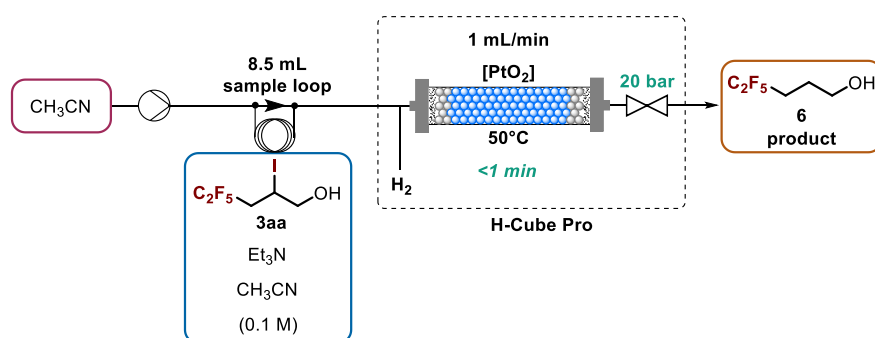 1 mL/min
8.5 mL
sample loop
[PtO₂]
20 bar
CH₃CN
C₂F₅
OH
6
product
50°C
<1 min
H₂
I
C₂F₅
OH
3aa
H-Cube Pro
Et₃N
CH₃CN
(0.1 M)